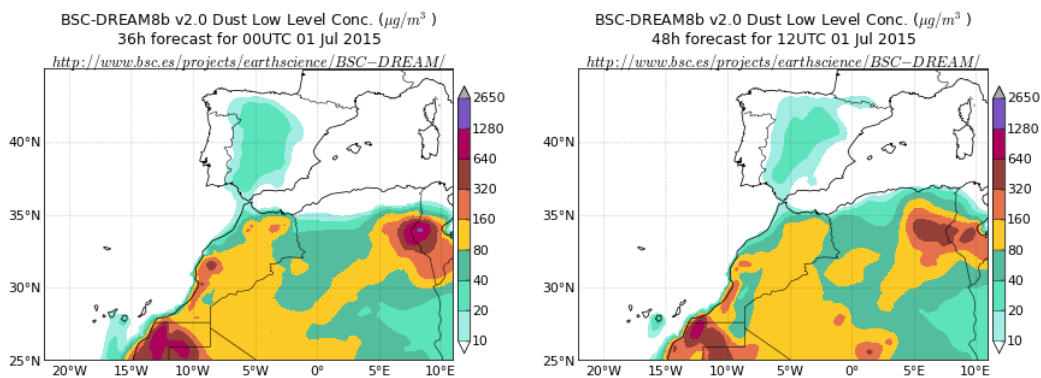 BSC-DREAM8b v2.0 Dust Low Level Conc. (µg/m³ )
36h forecast for 00UTC 01 Jul 2015
http://www.bsc.es/projects/earthscience/BSC−DREAM/
40°N
35°N
30°N
25°N
20°W
15°W
10°W
5°W
0°E
5°E
10°E
2650
1280
640
320
160
80
40
20
10
BSC-DREAM8b v2.0 Dust Low Level Conc. (µg/m³ )
48h forecast for 12UTC 01 Jul 2015
http://www.bsc.es/projects/earthscience/BSC−DREAM/
40°N
35°N
30°N
25°N
20°W
15°W
10°W
5°W
0°E
5°E
10°E
2650
1280
640
320
160
80
40
20
10